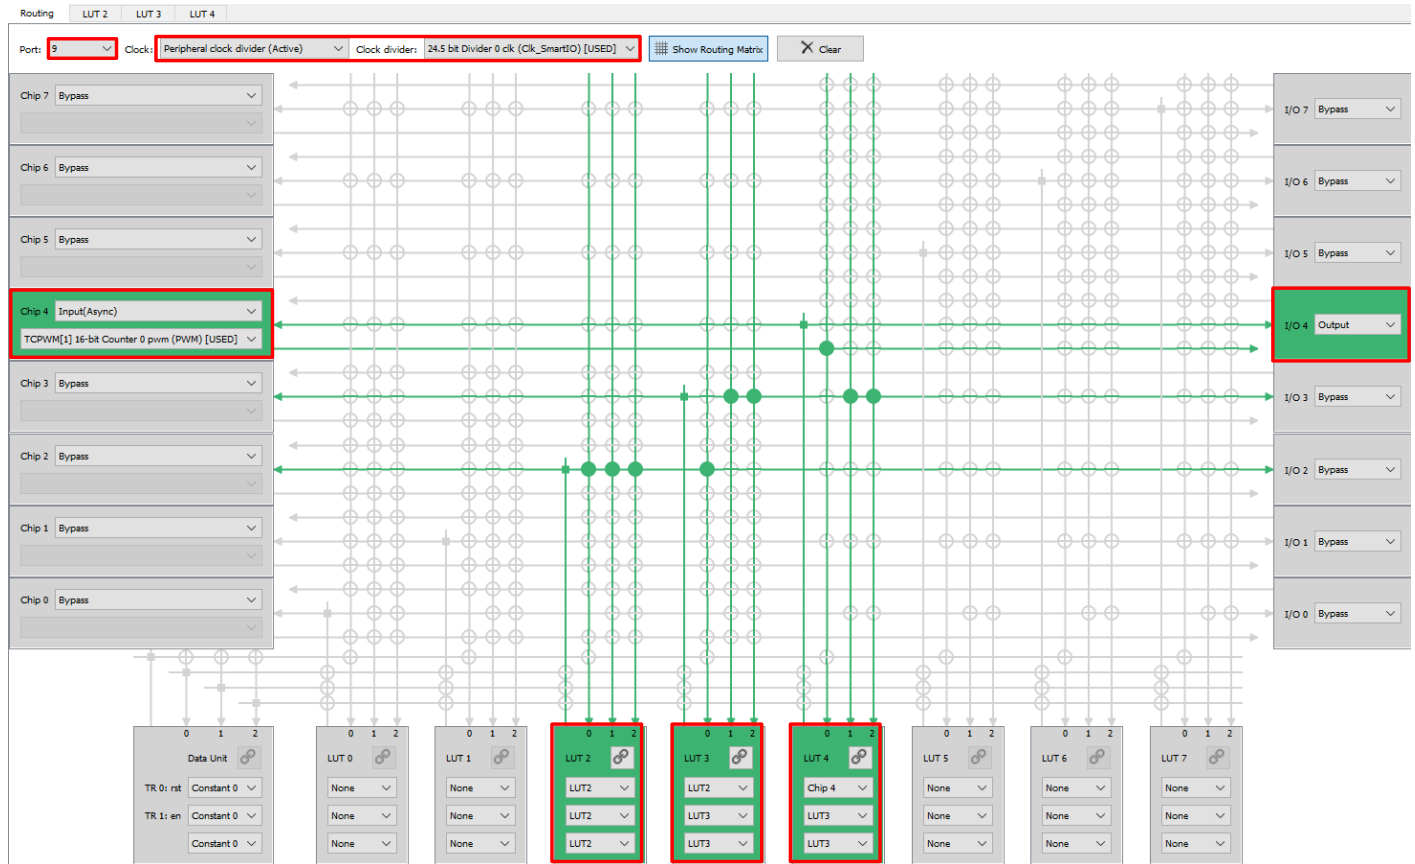 Routing LUT 2 LUT 3 LUT 4
Port: 9 Clock: Peripheral clock divider (Active) Clock divider: 24.5 bit Divider 0 clk (Clk_SmartIO) [USED] Show Routing Matrix Clear
Chip 7 Bypass
I/O 7 Bypass
Chip 6 Bypass
I/O 6 Bypass
Chip 5 Bypass
I/O 5 Bypass
Chip 4 Input(Async)
TCPWM[1] 16-bit Counter 0 pwm (PWM) [USED]
I/O 4 Output
Chip 3 Bypass
I/O 3 Bypass
Chip 2 Bypass
I/O 2 Bypass
Chip 1 Bypass
I/O 1 Bypass
Chip 0 Bypass
I/O 0 Bypass
0 1 2 0 1 2 0 1 2 0 1 2 0 1 2 0 1 2 0 1 2 0 1 2 0 1 2
Data Unit LUT 0 LUT 1 LUT 2 LUT 3 LUT 4 LUT 5 LUT 6 LUT 7
TR 0: rst Constant 0 None None LUT2 LUT2 Chip 4 None None None
TR 1: en Constant 0 None None LUT2 LUT3 LUT3 None None None
Constant 0 None None LUT2 LUT3 LUT3 None None None